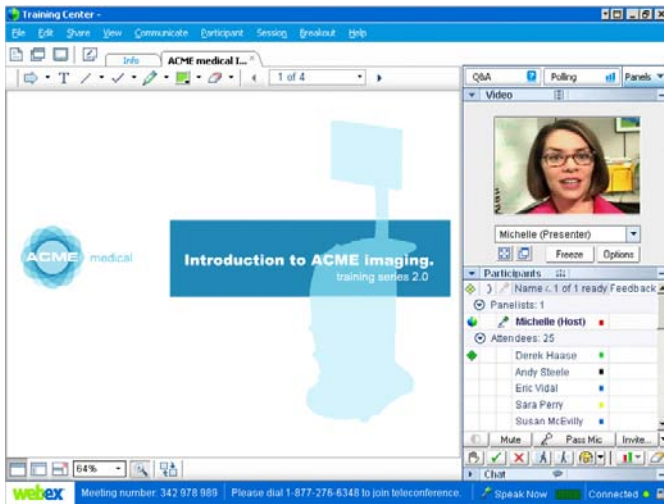 Training Center -
File Edit Share View Communicate Participant Session Breakout Help
Info ACME medical I...
T 1 of 4
Q&A Polling Panels
Video
ACME medical
Introduction to ACME imaging.
training series 2.0
Michelle (Presenter)
Freeze Options
Participants
Name 1 of 1 ready Feedback
Panelists: 1
Michelle (Host)
Attendees: 25
Derek Haase
Andy Steele
Eric Vidal
Sara Perry
Susan McEvilly
Mute Pass Mic Invite...
64%
Chat
webex Meeting number: 342 978 989 Please dial 1-877-276-6348 to join teleconference. Speak Now Connected